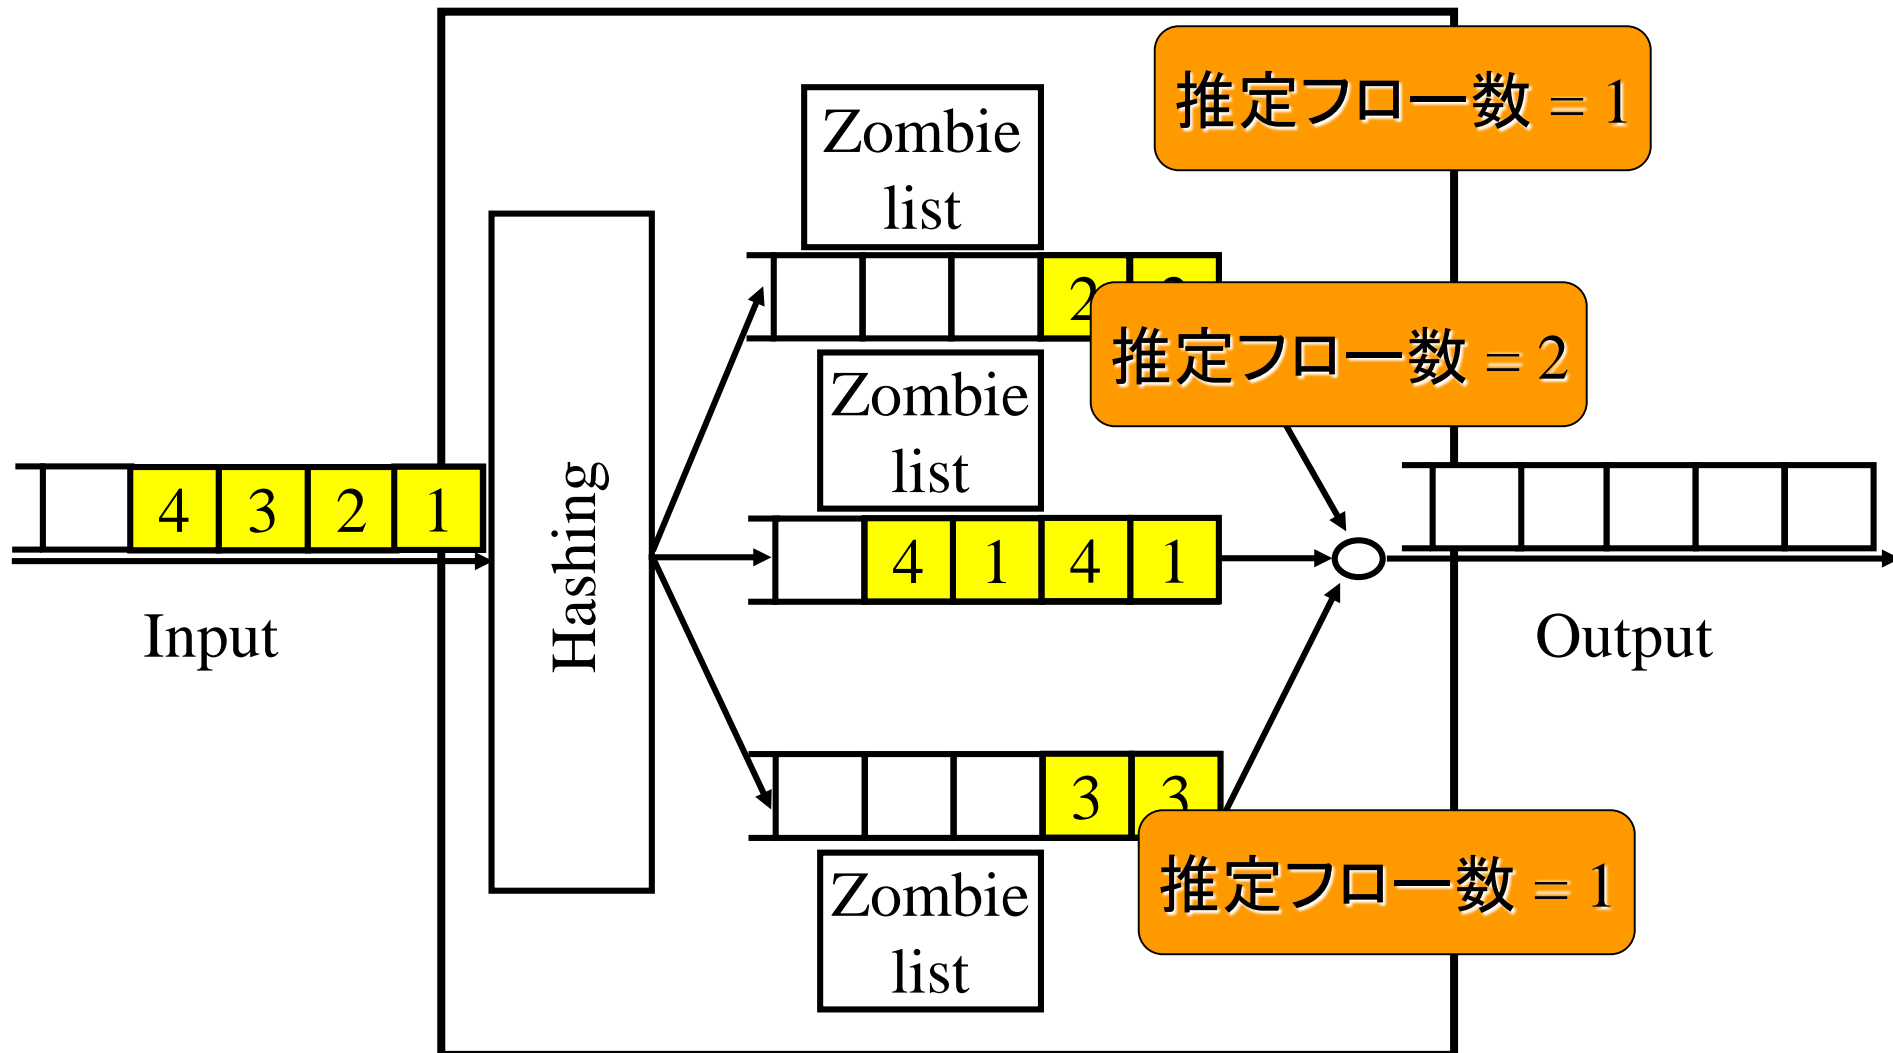 推定フロー数 = 1
Zombie
list
2
推定フロー数 = 2
Zombie
list
4 3 2 1
Hashing
4 1 4 1
Input
Output
3 3
推定フロー数 = 1
Zombie
list